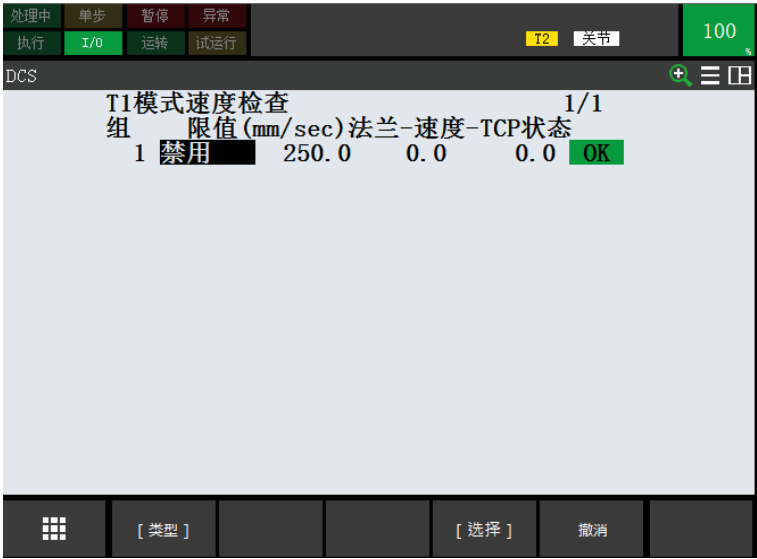 处理中 单步 暂停 异常
执行 I/O 运转 试运行 T2 关节 100 %
DCS
T1模式速度检查 1/1
组 限值(mm/sec)法兰-速度-TCP状态
1 禁用 250.0 0.0 0.0 OK
[ 类型 ] [ 选择 ] 撤消